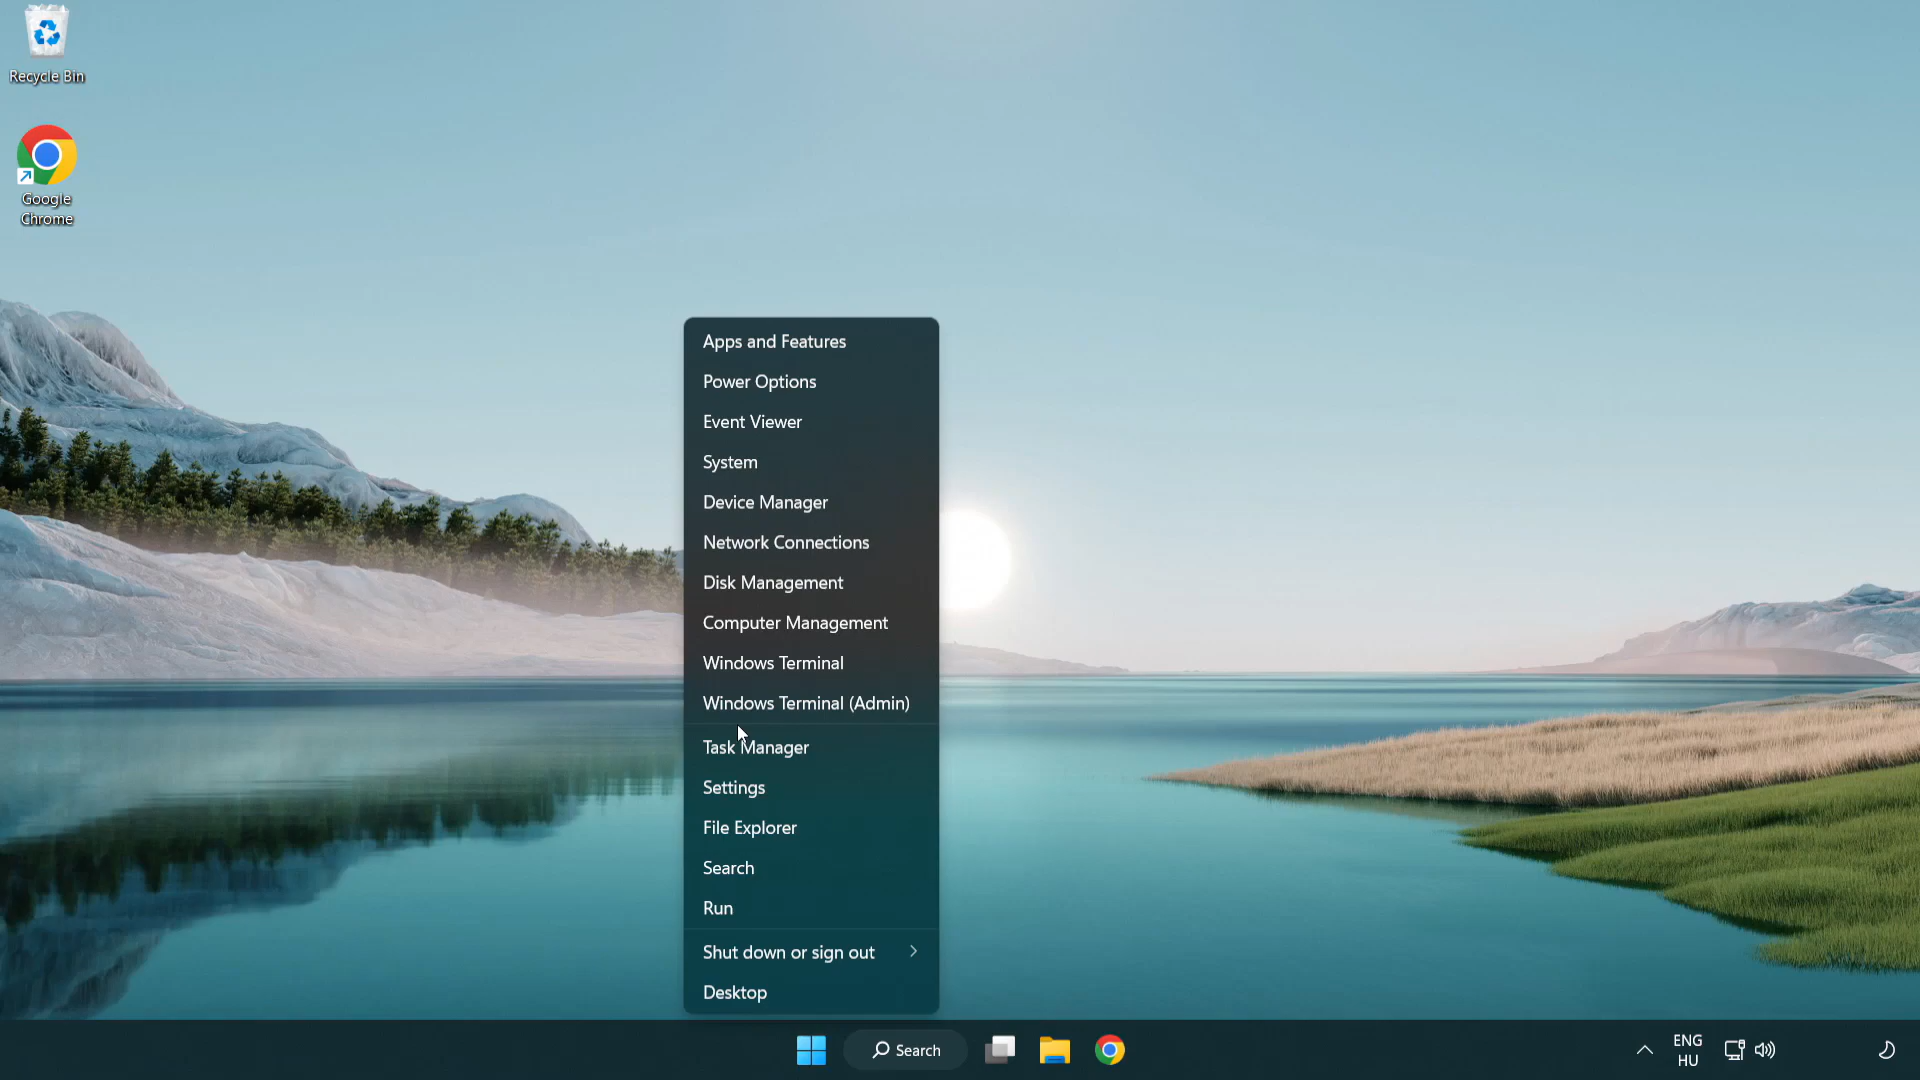 Recycle Bin
Google
Chrome
Apps and Features
Power Options
Event Viewer
System
Device Manager
Network Connections
Disk Management
Computer Management
Windows Terminal
Windows Terminal (Admin)
Task Manager
Settings
File Explorer
Search
Run
Shut down or sign out
Desktop
Search
ENG
HU